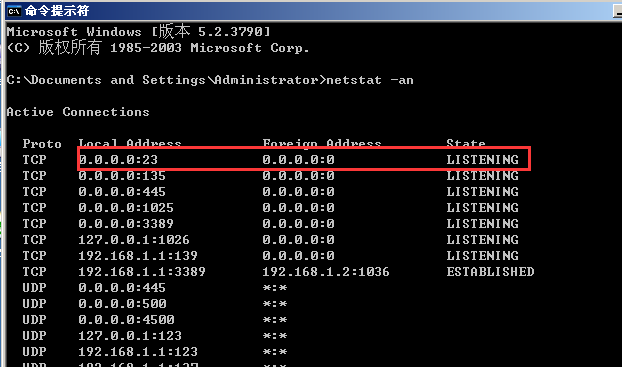 命令提示符
Microsoft Windows [版本 5.2.3790]
(C) 版权所有 1985-2003 Microsoft Corp.
C:\Documents and Settings\Administrator>netstat -an
Active Connections
Proto Local Address Foreign Address State
TCP 0.0.0.0:23 0.0.0.0:0 LISTENING
TCP 0.0.0.0:135 0.0.0.0:0 LISTENING
TCP 0.0.0.0:445 0.0.0.0:0 LISTENING
TCP 0.0.0.0:1025 0.0.0.0:0 LISTENING
TCP 0.0.0.0:3389 0.0.0.0:0 LISTENING
TCP 127.0.0.1:1026 0.0.0.0:0 LISTENING
TCP 192.168.1.1:139 0.0.0.0:0 LISTENING
TCP 192.168.1.1:3389 192.168.1.2:1036 ESTABLISHED
UDP 0.0.0.0:445 *:*
UDP 0.0.0.0:500 *:*
UDP 0.0.0.0:4500 *:*
UDP 127.0.0.1:123 *:*
UDP 192.168.1.1:123 *:*
UDP 192.168.1.1:137 *:*